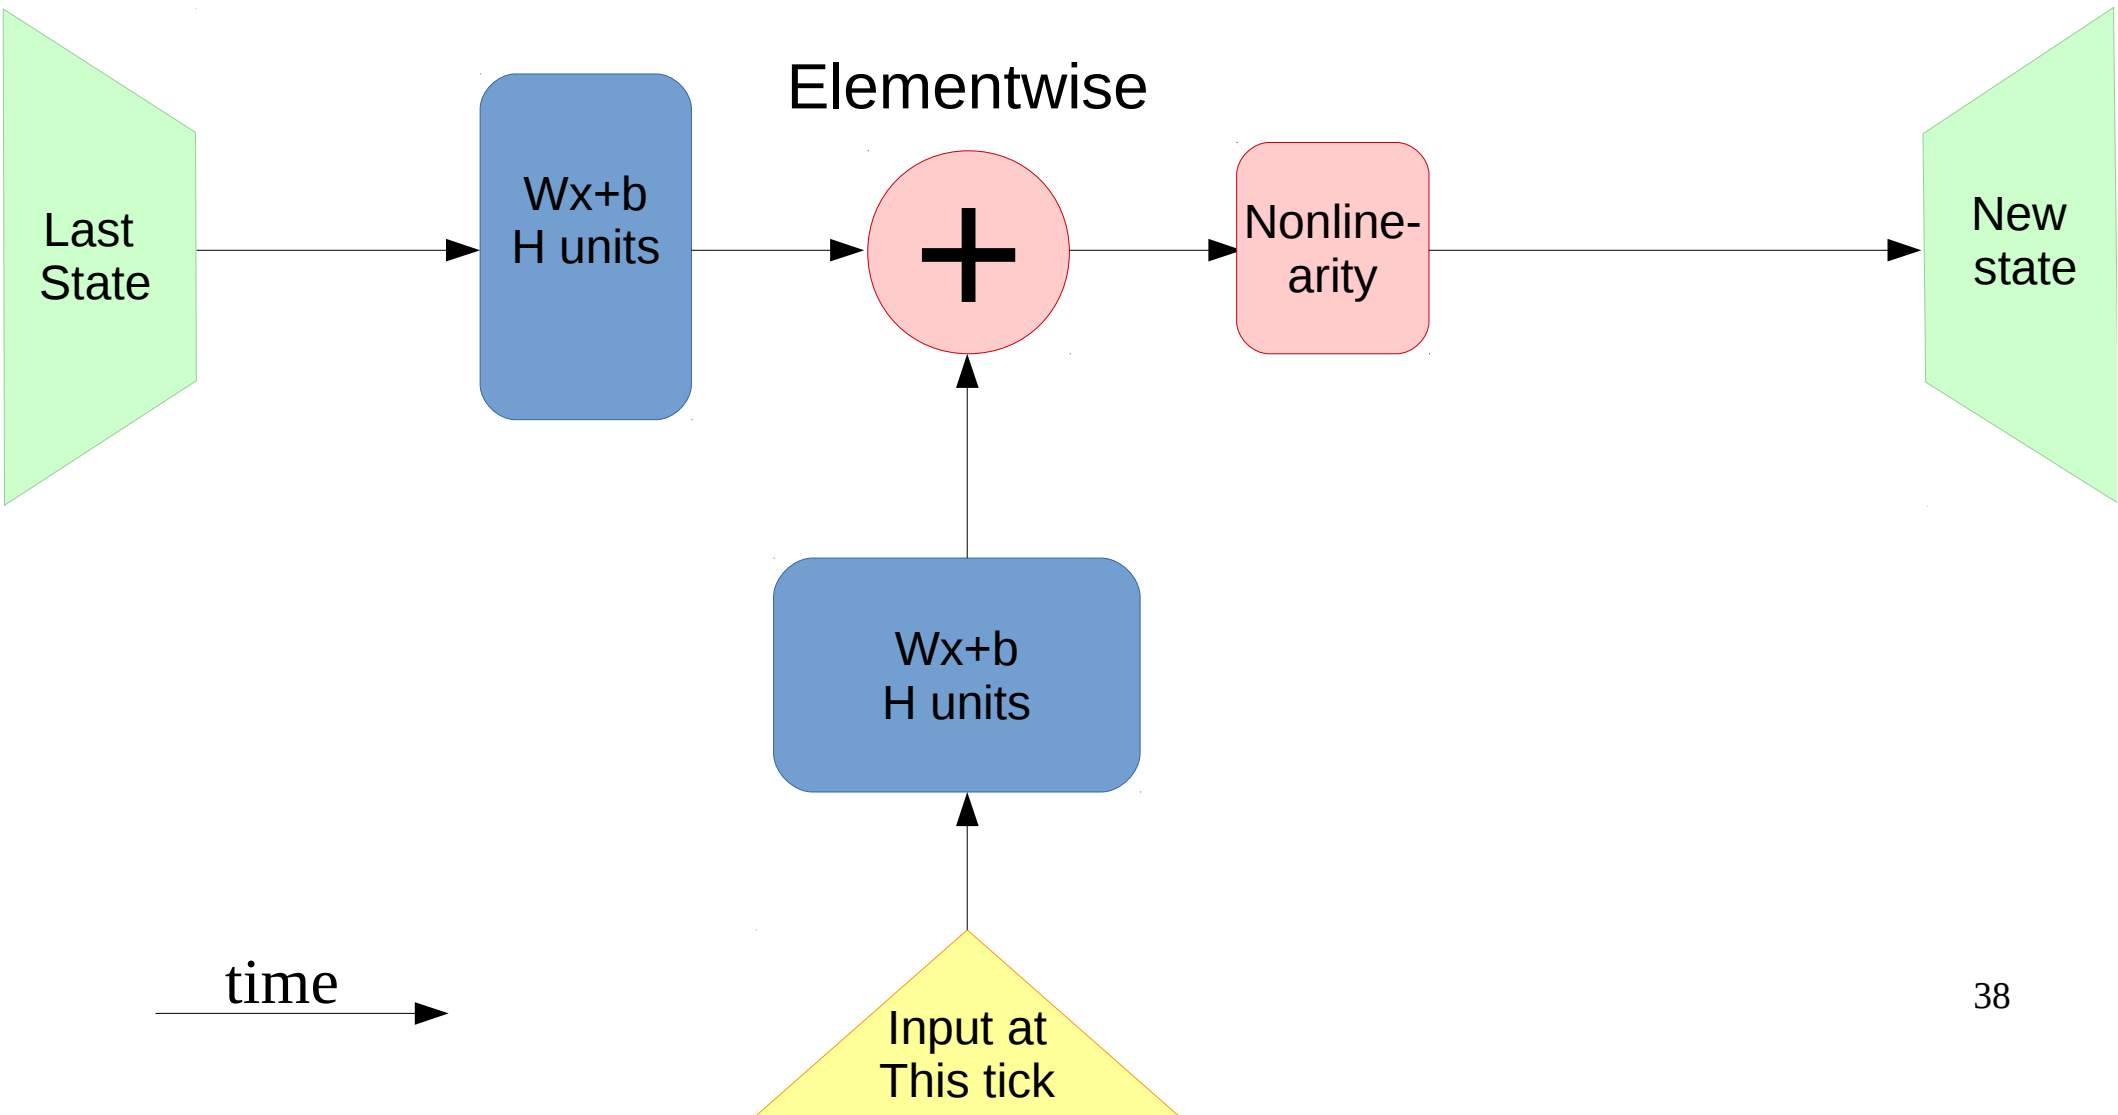 Elementwise
Last
State
Wx+b
H units
+
Nonline-
arity
New
state
Wx+b
H units
time
Input at
This tick
38